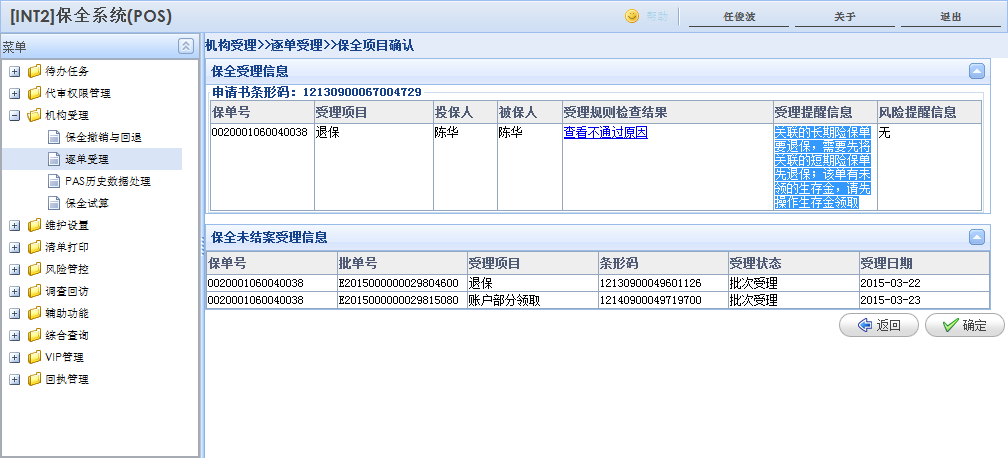 [INT2]保全系统(POS)
帮助 任俊波 关于 退出
菜单
待办任务
代审权限管理
机构受理
保全撤销与回退
逐单受理
PAS历史数据处理
保全试算
维护设置
清单打印
风险管控
调查回访
辅助功能
综合查询
VIP管理
回执管理
机构受理>>逐单受理>>保全项目确认
保全受理信息
申请书条形码: 12130900067004729
保单号 受理项目 投保人 被保人 受理规则检查结果 受理提醒信息 风险提醒信息
0020001060040038 退保 陈华 陈华 查看不通过原因 关联的长期险保单 无
要退保，需要先将
关联的短期险保单
先退保；该单有未
领的生存金，请先
操作生存金领取
保全未结案受理信息
保单号 批单号 受理项目 条形码 受理状态 受理日期
0020001060040038 E2015000000029804600 退保 12130900049601126 批次受理 2015-03-22
0020001060040038 E2015000000029815080 账户部分领取 12140900049719700 批次受理 2015-03-23
返回 确定